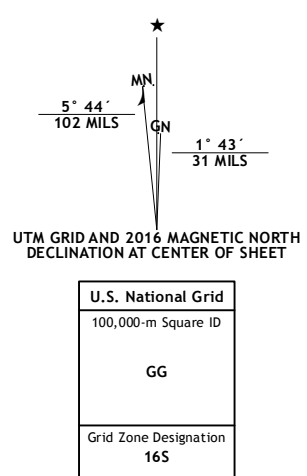 ★
MN.
5° 44´
102 MILS
GN
1° 43´
31 MILS
UTM GRID AND 2016 MAGNETIC NORTH
DECLINATION AT CENTER OF SHEET
U.S. National Grid
100,000-m Square ID
GG
Grid Zone Designation
16S